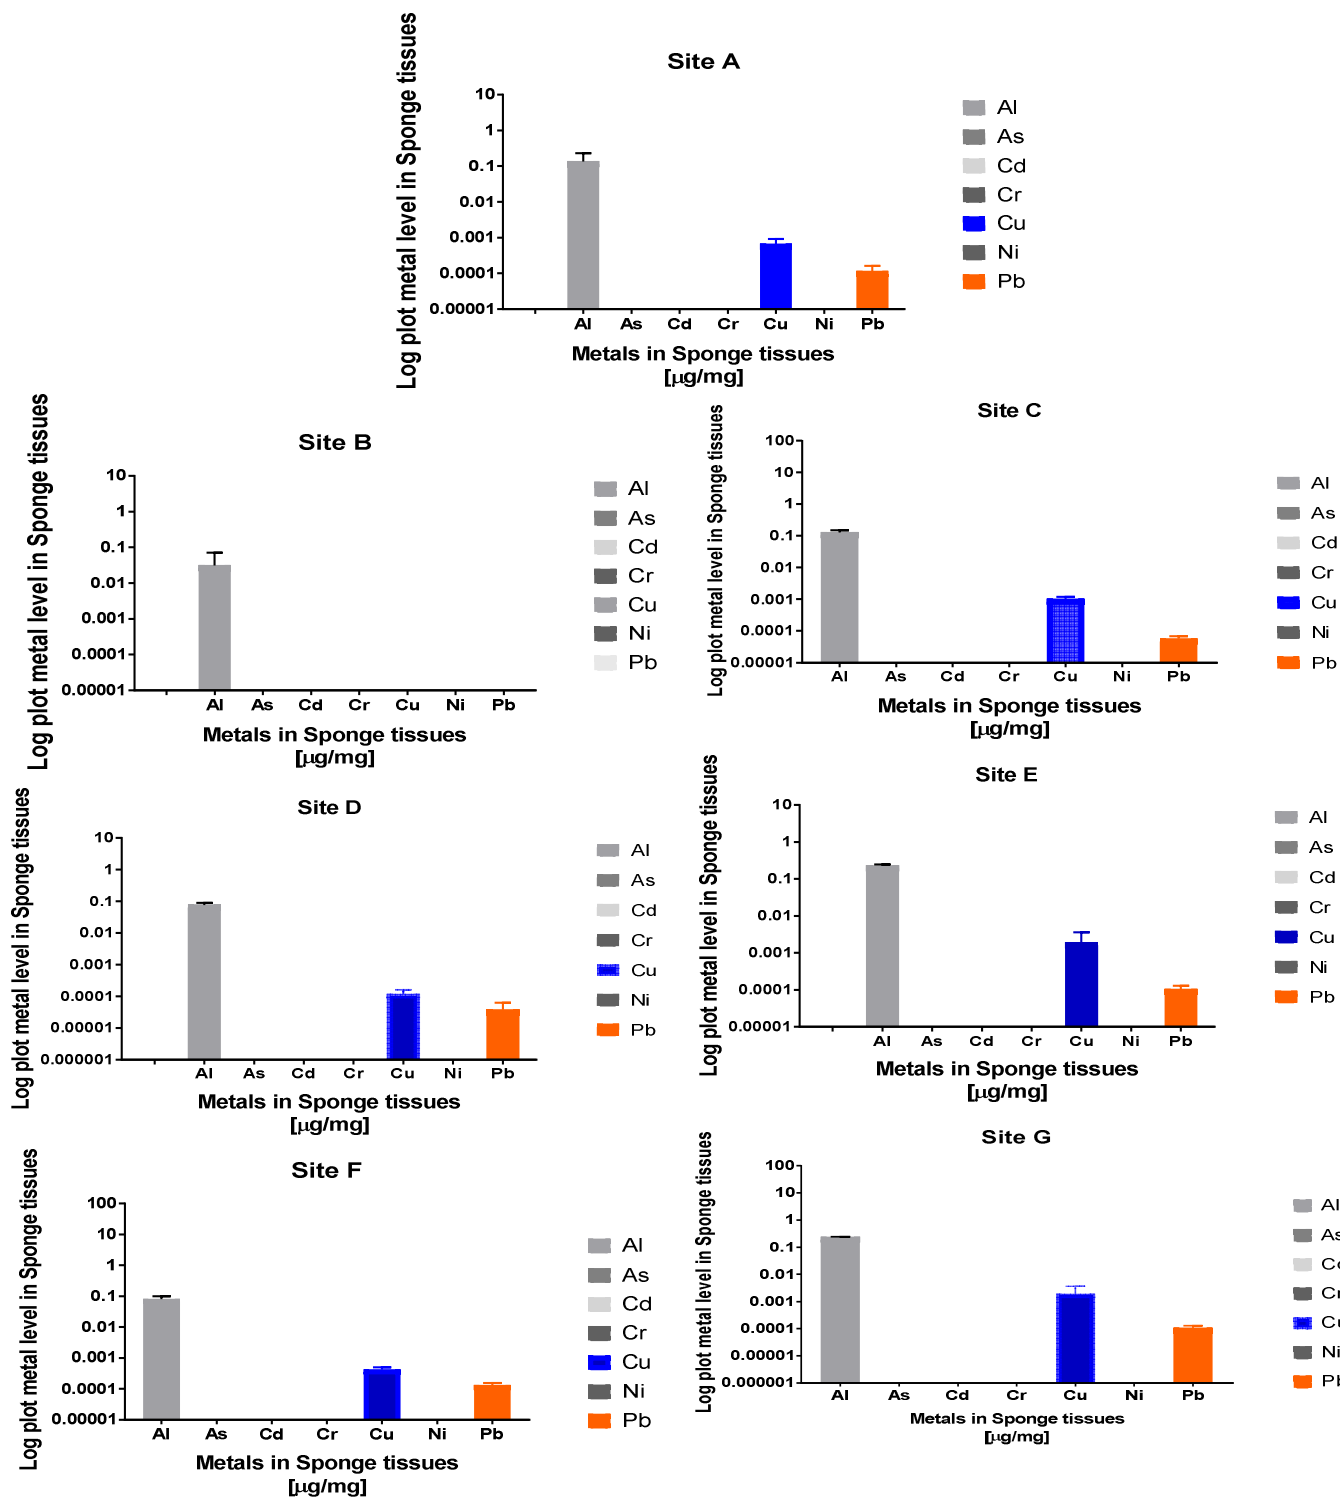 Site A
Log plot metal level in Sponge tissues
10
1
0.1
0.01
0.001
0.0001
0.00001
Al As Cd Cr Cu Ni Pb
Metals in Sponge tissues
[µg/mg]
Al
As
Cd
Cr
Cu
Ni
Pb
Site B
Log plot metal level in Sponge tissues
10
1
0.1
0.01
0.001
0.0001
0.00001
Al As Cd Cr Cu Ni Pb
Metals in Sponge tissues
[µg/mg]
Al
As
Cd
Cr
Cu
Ni
Pb
Site C
Log plot metal level in Sponge tissues
100
10
1
0.1
0.01
0.001
0.0001
0.00001
Al As Cd Cr Cu Ni Pb
Metals in Sponge tissues
[µg/mg]
Al
As
Cd
Cr
Cu
Ni
Pb
Site D
Log plot metal level in Sponge tissues
10
1
0.1
0.01
0.001
0.0001
0.00001
0.000001
Al As Cd Cr Cu Ni Pb
Metals in Sponge tissues
[µg/mg]
Al
As
Cd
Cr
Cu
Ni
Pb
Site E
Log plot metal level in Sponge tissues
10
1
0.1
0.01
0.001
0.0001
0.00001
Al As Cd Cr Cu Ni Pb
Metals in Sponge tissues
[µg/mg]
Al
As
Cd
Cr
Cu
Ni
Pb
Site F
Log plot metal level in Sponge tissues
100
10
1
0.1
0.01
0.001
0.0001
0.00001
Al As Cd Cr Cu Ni Pb
Metals in Sponge tissues
[µg/mg]
Al
As
Cd
Cr
Cu
Ni
Pb
Site G
Log plot metal level in Sponge tissues
100
10
1
0.1
0.01
0.001
0.0001
0.00001
0.000001
Al As Cd Cr Cu Ni Pb
Metals in Sponge tissues
[µg/mg]
Al
As
Ni